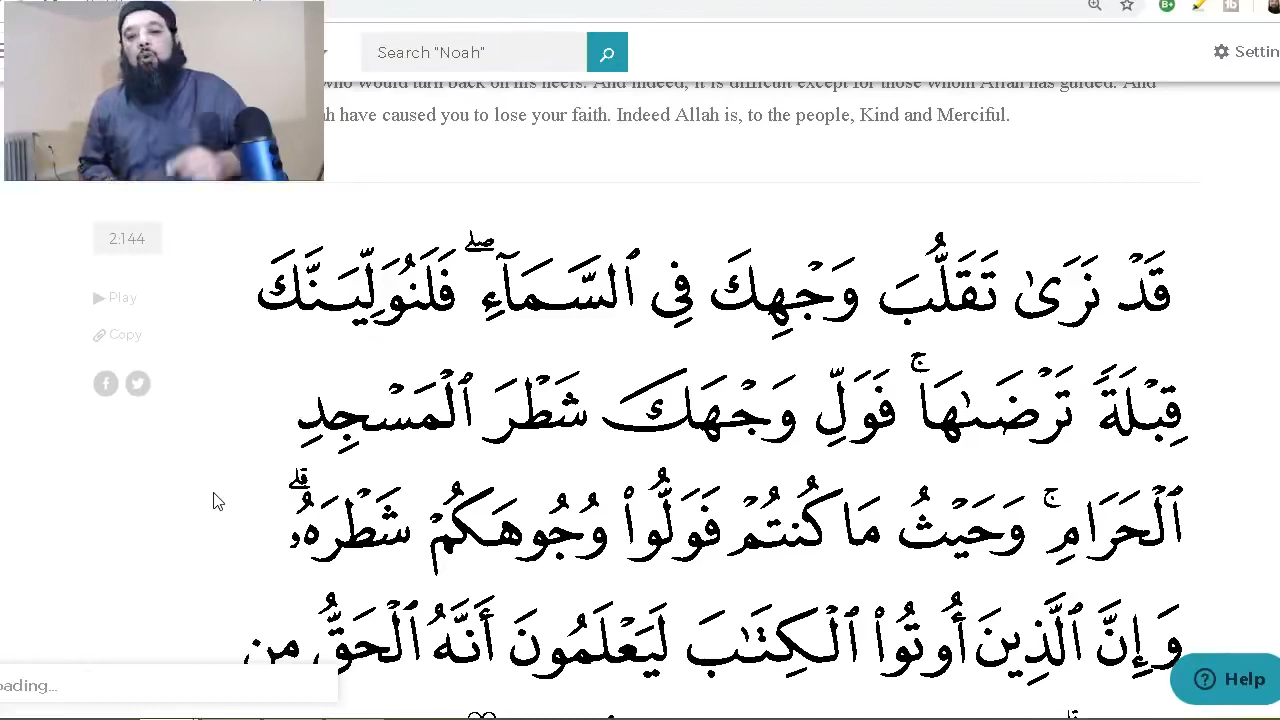 Search "Noah"
Settin
who would turn back on his heels. And indeed, it is difficult except for those whom Allah has guided. And
have caused you to lose your faith. Indeed Allah is, to the people, Kind and Merciful.
2:144
Play
Copy
قَدْ نَرَىٰ تَقَلُّبَ وَجْهِكَ فِى ٱلسَّمَآءِ ۖ فَلَنُوَلِّيَنَّكَ
قِبْلَةً تَرْضَىٰهَا ۚ فَوَلِّ وَجْهَكَ شَطْرَ ٱلْمَسْجِدِ
ٱلْحَرَامِ ۚ وَحَيْثُ مَا كُنتُمْ فَوَلُّوا۟ وُجُوهَكُمْ شَطْرَهُۥ ۗ
وَإِنَّ ٱلَّذِينَ أُوتُوا۟ ٱلْكِتَـٰبَ لَيَعْلَمُونَ أَنَّهُ ٱلْحَقُّ مِن
oading...
Help